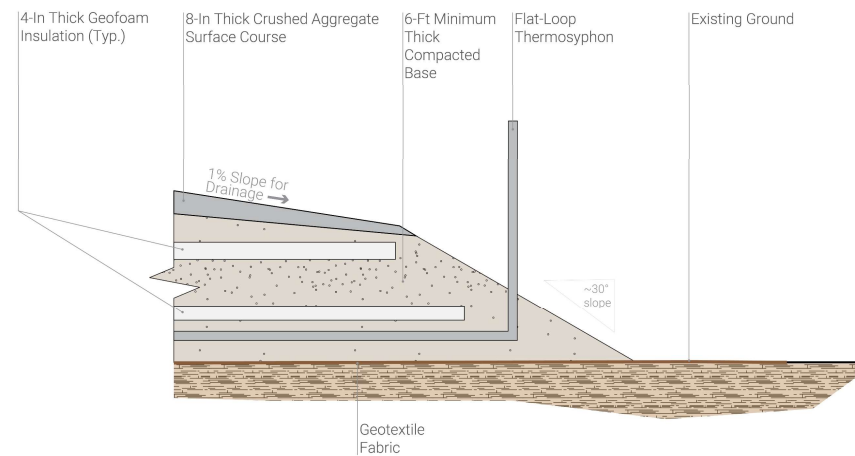 4-In Thick Geofoam
Insulation (Typ.)
8-In Thick Crushed Aggregate
Surface Course
6-Ft Minimum
Thick
Compacted
Base
Flat-Loop
Thermosyphon
Existing Ground
1% Slope for
Drainage
~30°
slope
Geotextile
Fabric